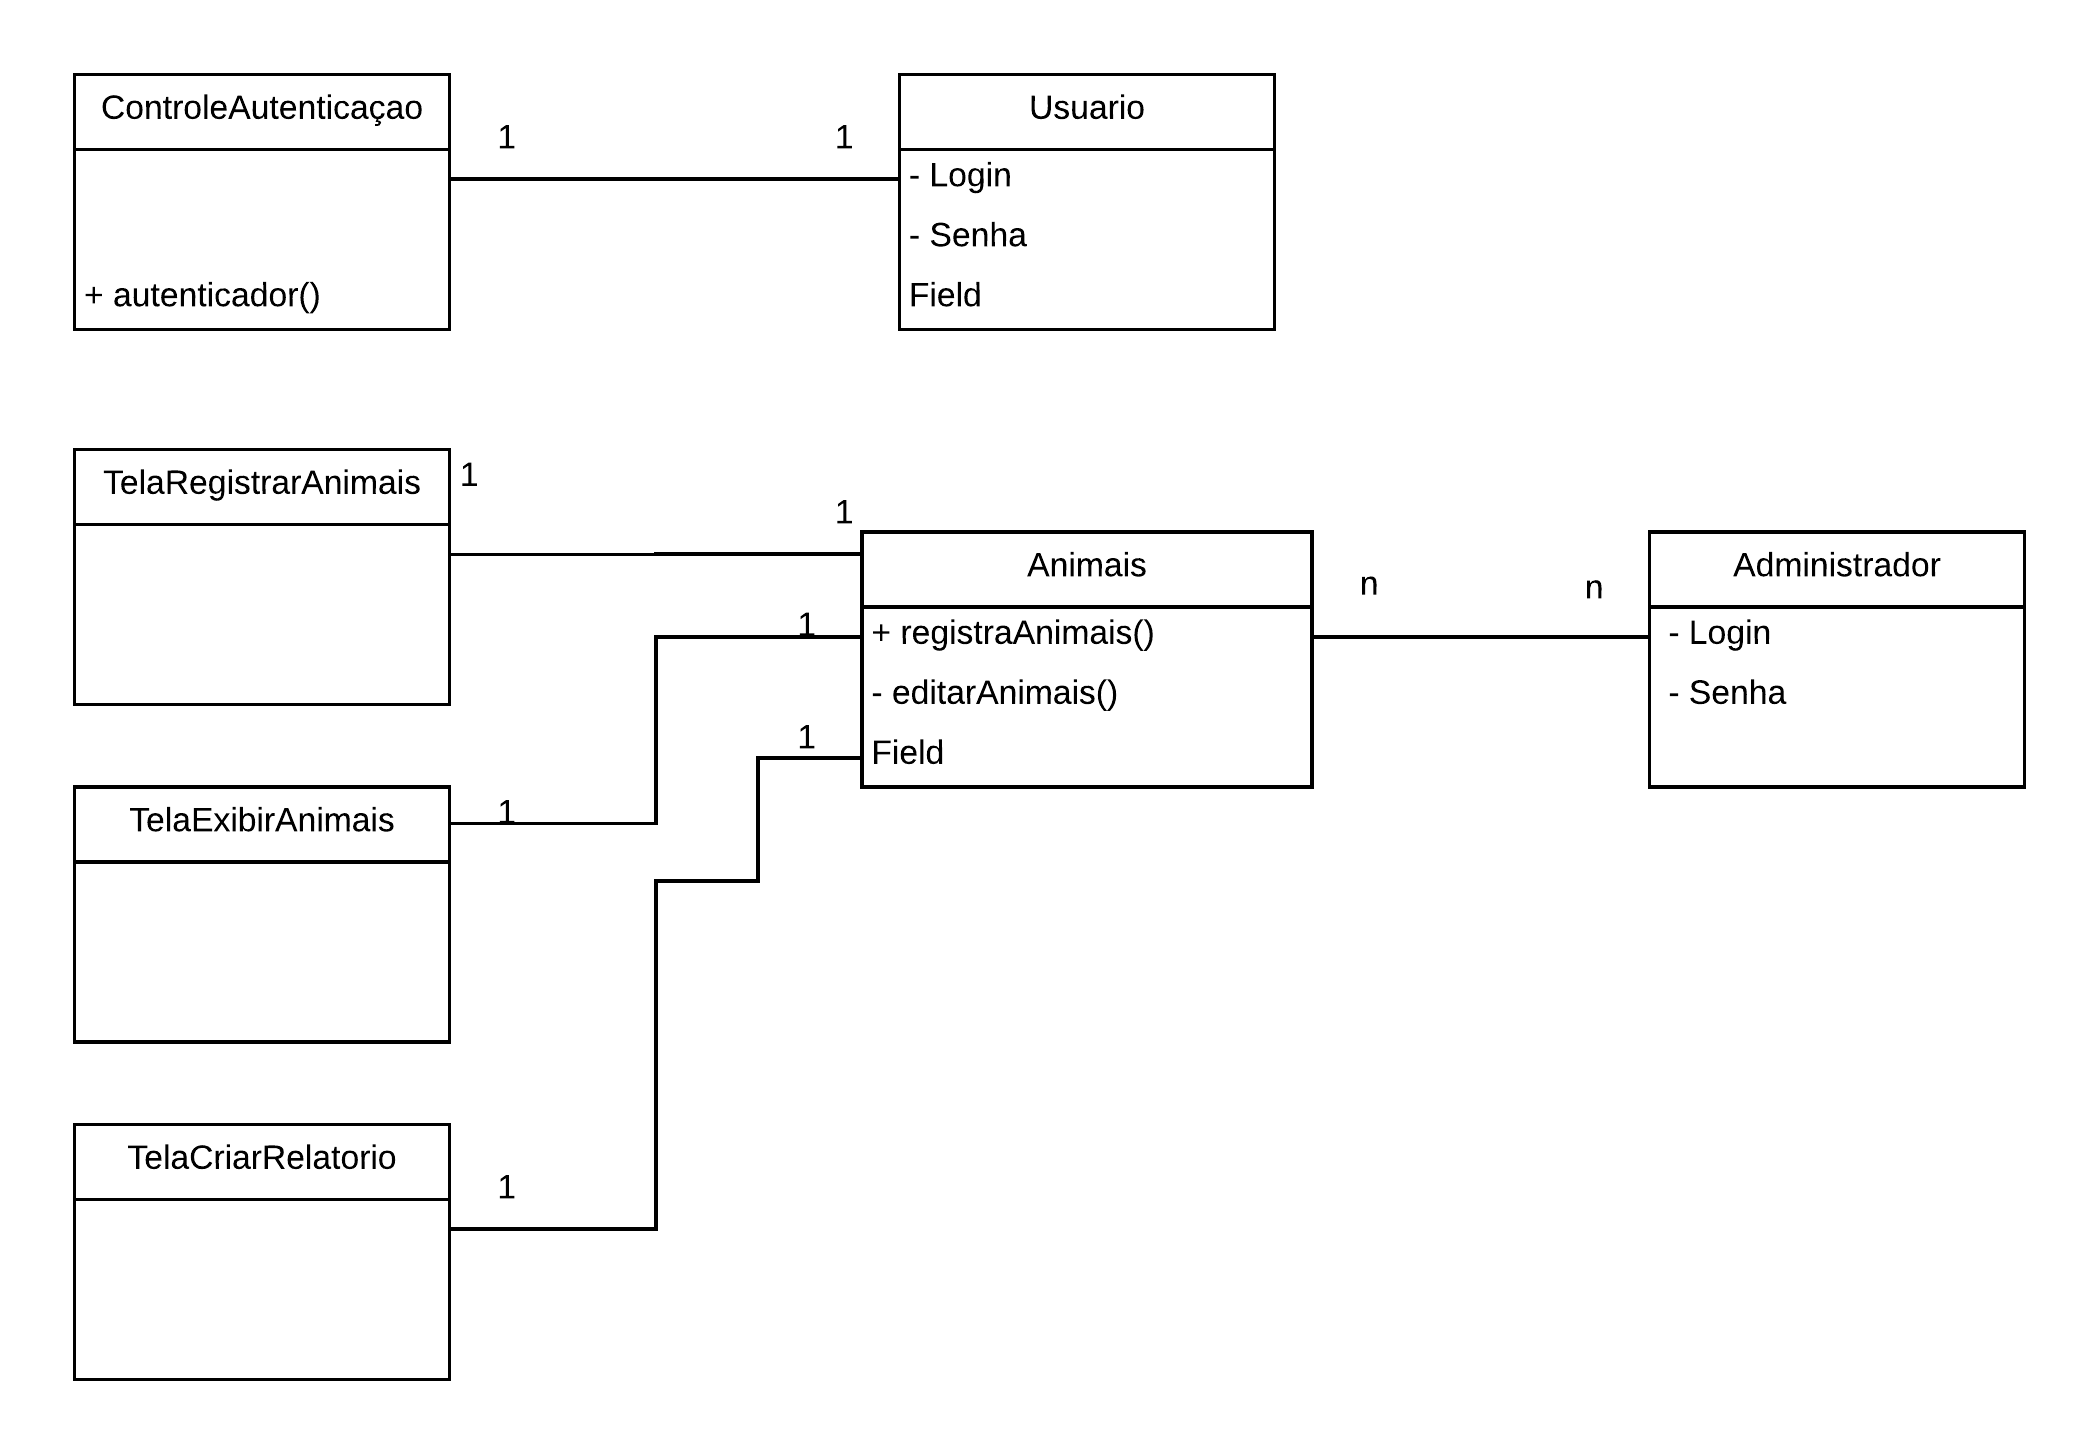 ControleAutenticaçao
+ autenticador()
1
1
Usuario
- Login
- Senha
Field
TelaRegistrarAnimais
1
1
Animais
+ registraAnimais()
- editarAnimais()
Field
n
n
Administrador
- Login
- Senha
1
1
TelaExibirAnimais
1
TelaCriarRelatorio
1